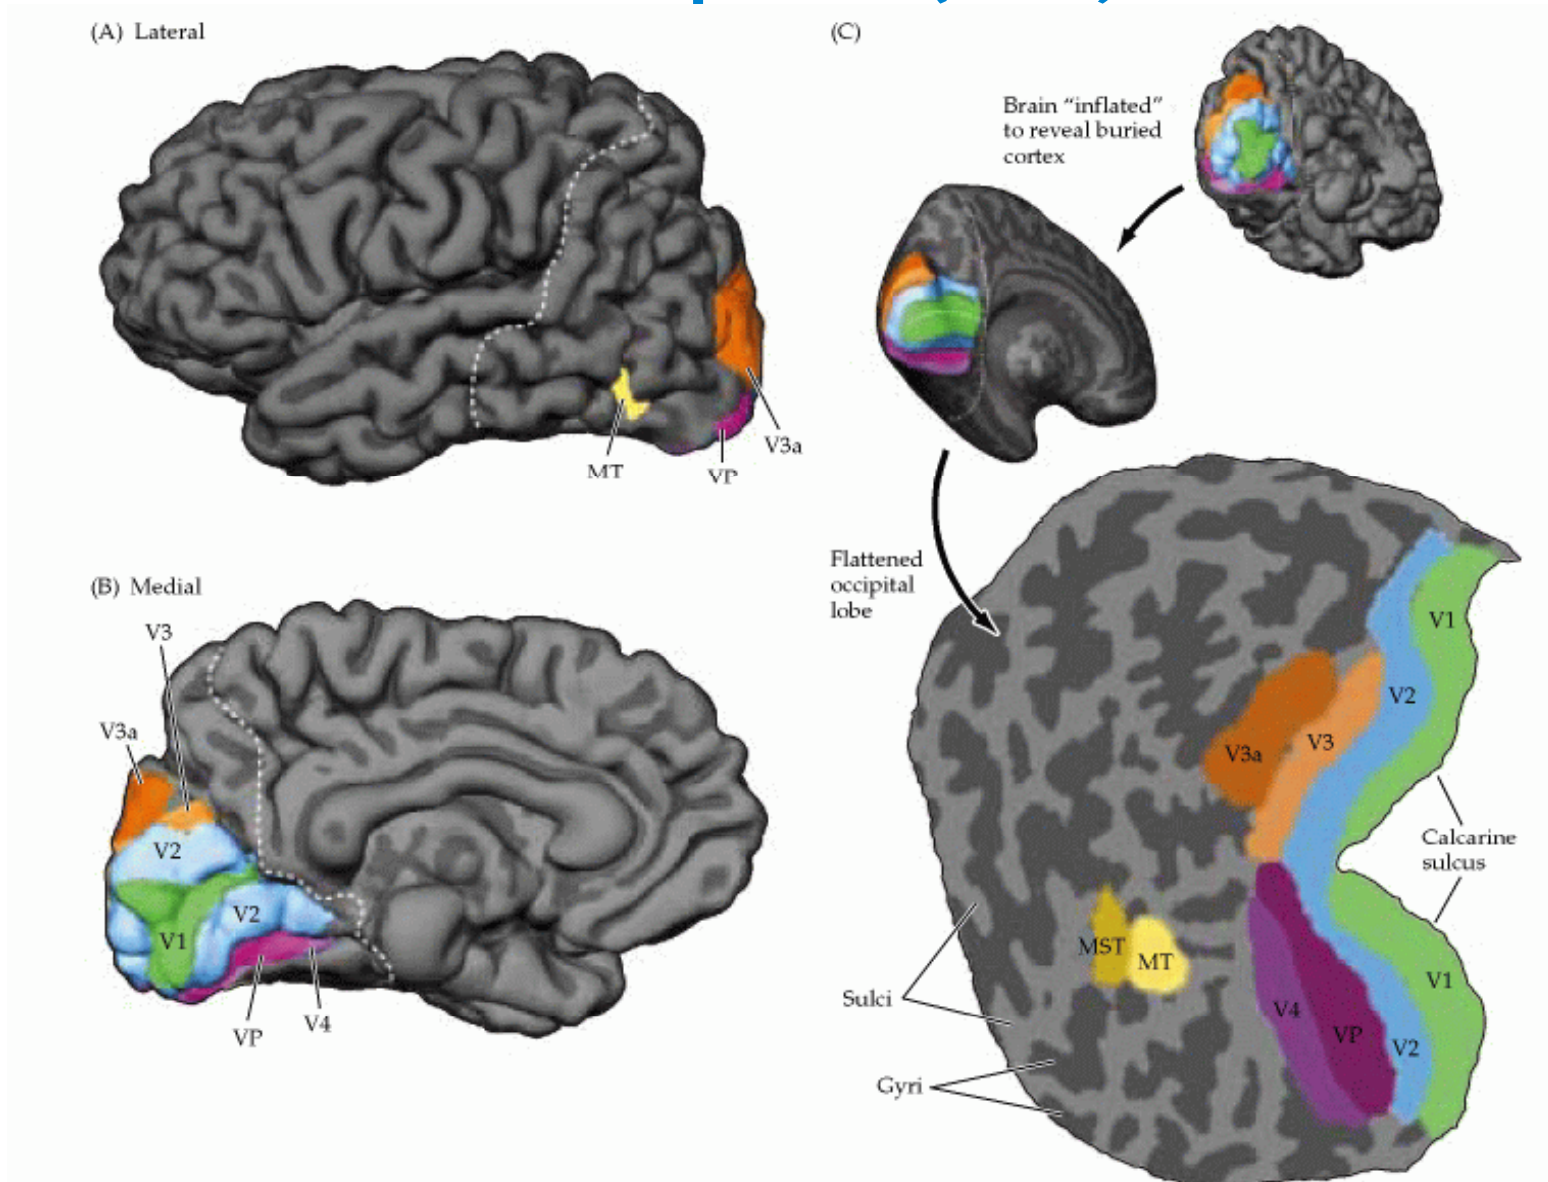 (A) Lateral
MT
VP
V3a
(B) Medial
V3
V3a
V2
V2
V1
VP
V4
(C)
Brain “inflated”
to reveal buried
cortex
Flattened
occipital
lobe
V1
V2
V3
V3a
Calcarine
sulcus
MST
MT
V1
V4
VP
V2
Sulci
Gyri